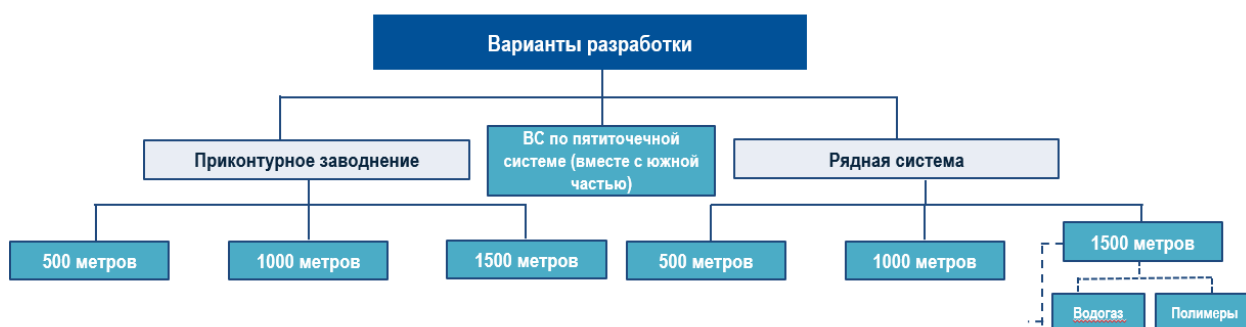 Варианты разработки
Приконтурное заводнение
ВС по пятиточечной
системе (вместе с южной
частью)
Рядная система
500 метров
1000 метров
1500 метров
500 метров
1000 метров
1500 метров
Водогаз
Полимеры